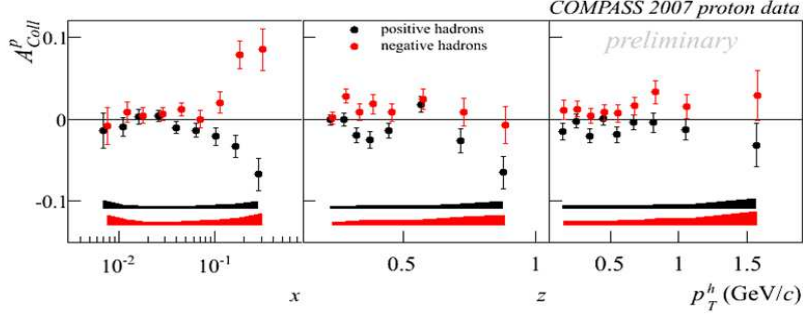 COMPASS 2007 proton data
A^p_Coll
0.1
0
-0.1
positive hadrons
negative hadrons
preliminary
10^-2 10^-1 0.5 1 0.5 1 1.5
x z p_T^h (GeV/c)